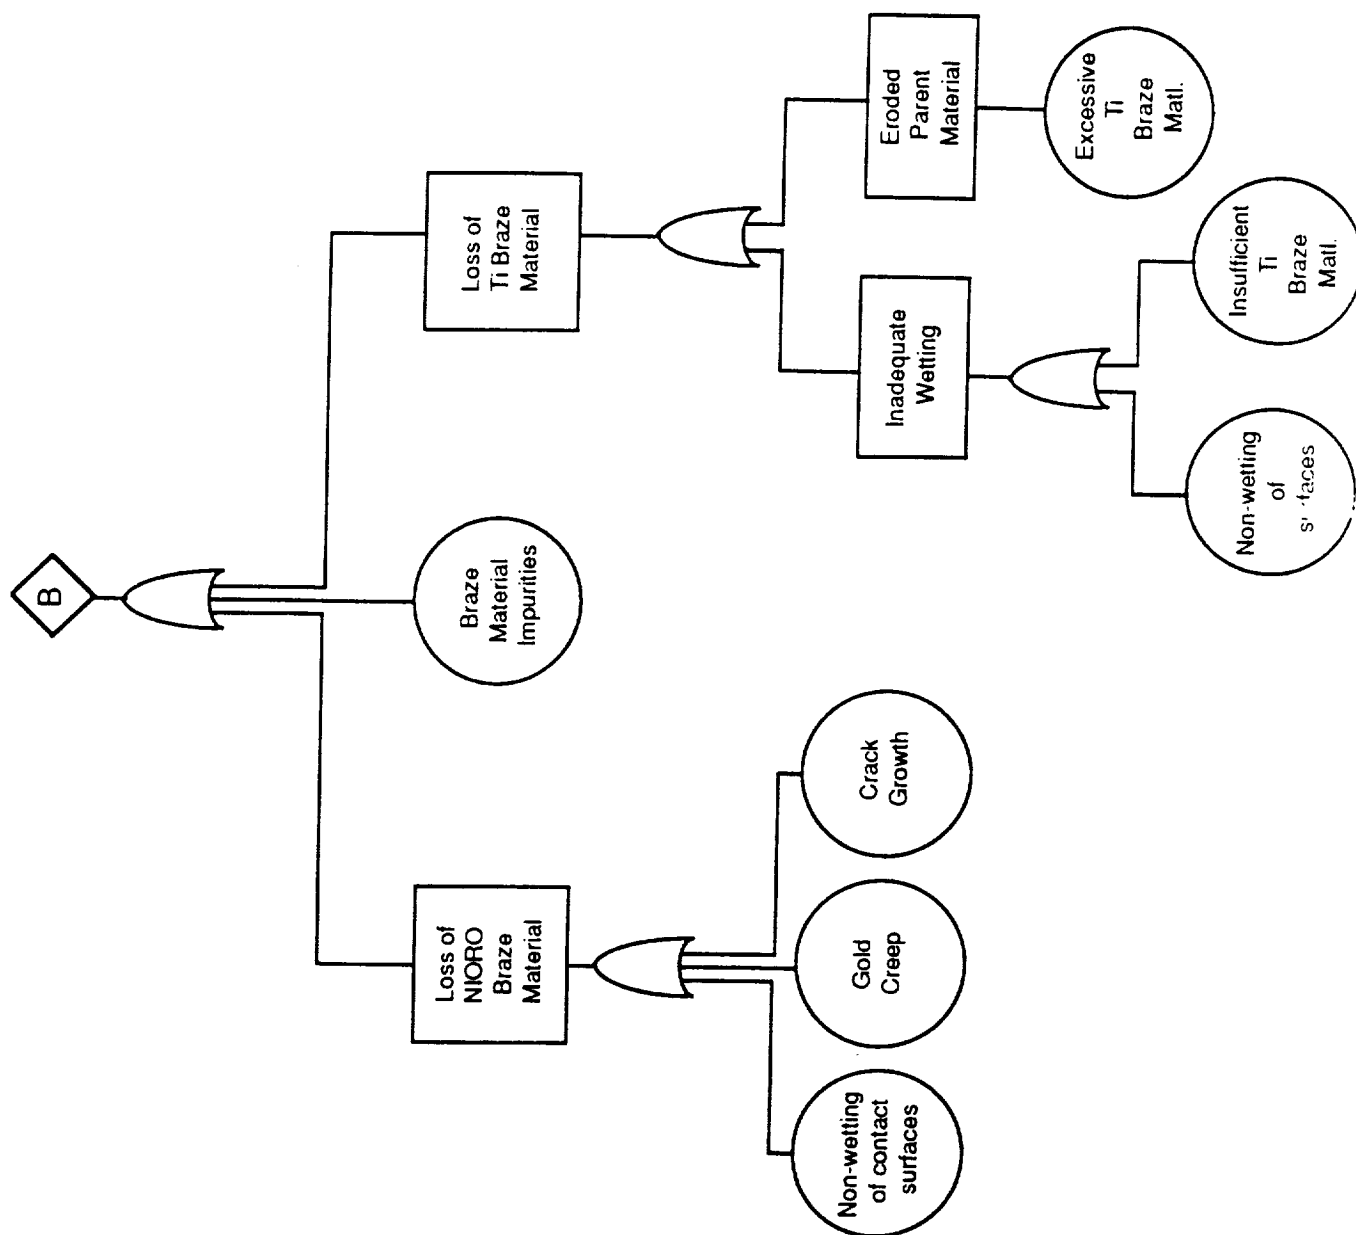 B
Loss of
NIORO
Braze
Material
Braze
Material
Impurities
Loss of
Ti Braze
Material
Non-wetting
of contact
surfaces
Gold
Creep
Crack
Growth
Inadequate
Wetting
Eroded
Parent
Material
Non-wetting
of
Insufficient
Ti
Braze
Matl.
Excessive
Ti
Braze
Matl.